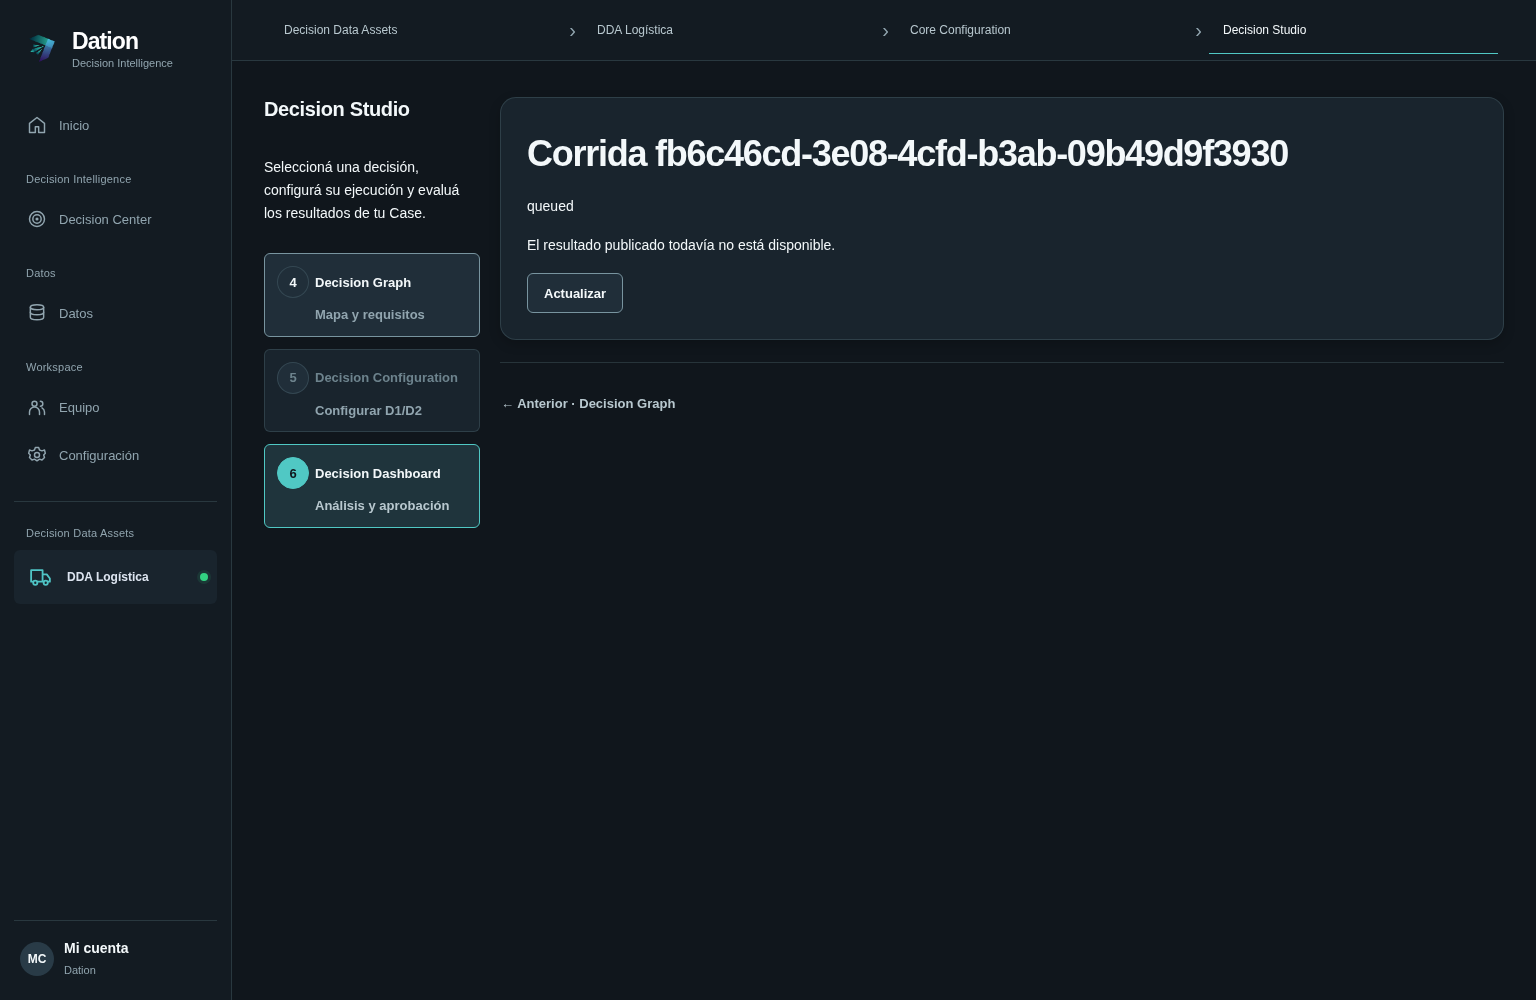 Dation
Decision Intelligence
Inicio
Decision Intelligence
Decision Center
Datos
Datos
Workspace
Equipo
Configuración
Decision Data Assets
DDA Logística
MC
Mi cuenta
Dation
Decision Data Assets
›
DDA Logística
›
Core Configuration
›
Decision Studio
Decision Studio
Seleccioná una decisión,
configurá su ejecución y evaluá
los resultados de tu Case.
4 Decision Graph
Mapa y requisitos
5 Decision Configuration
Configurar D1/D2
6 Decision Dashboard
Análisis y aprobación
Corrida fb6c46cd-3e08-4cfd-b3ab-09b49d9f3930
queued
El resultado publicado todavía no está disponible.
Actualizar
← Anterior · Decision Graph